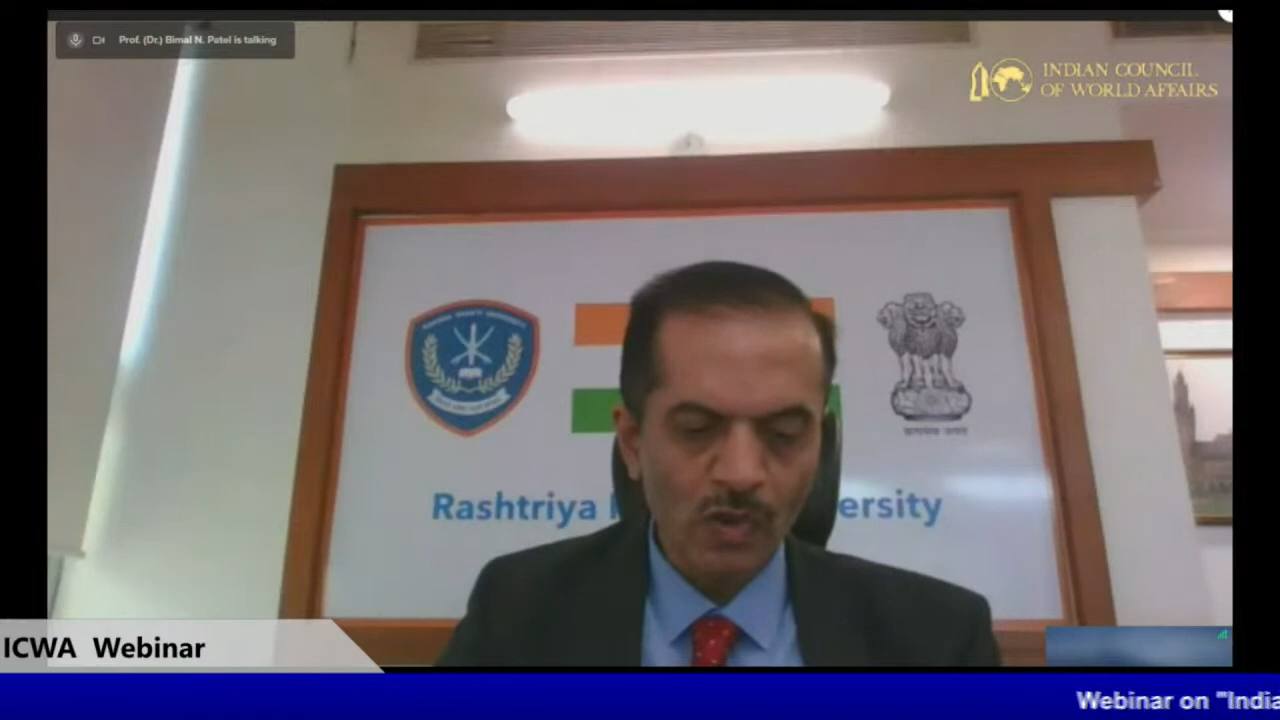 Prof. (Dr.) Bimal N. Patel is talking
INDIAN COUNCIL
OF WORLD AFFAIRS
Rashtriya
ersity
ICWA Webinar
Webinar on "India